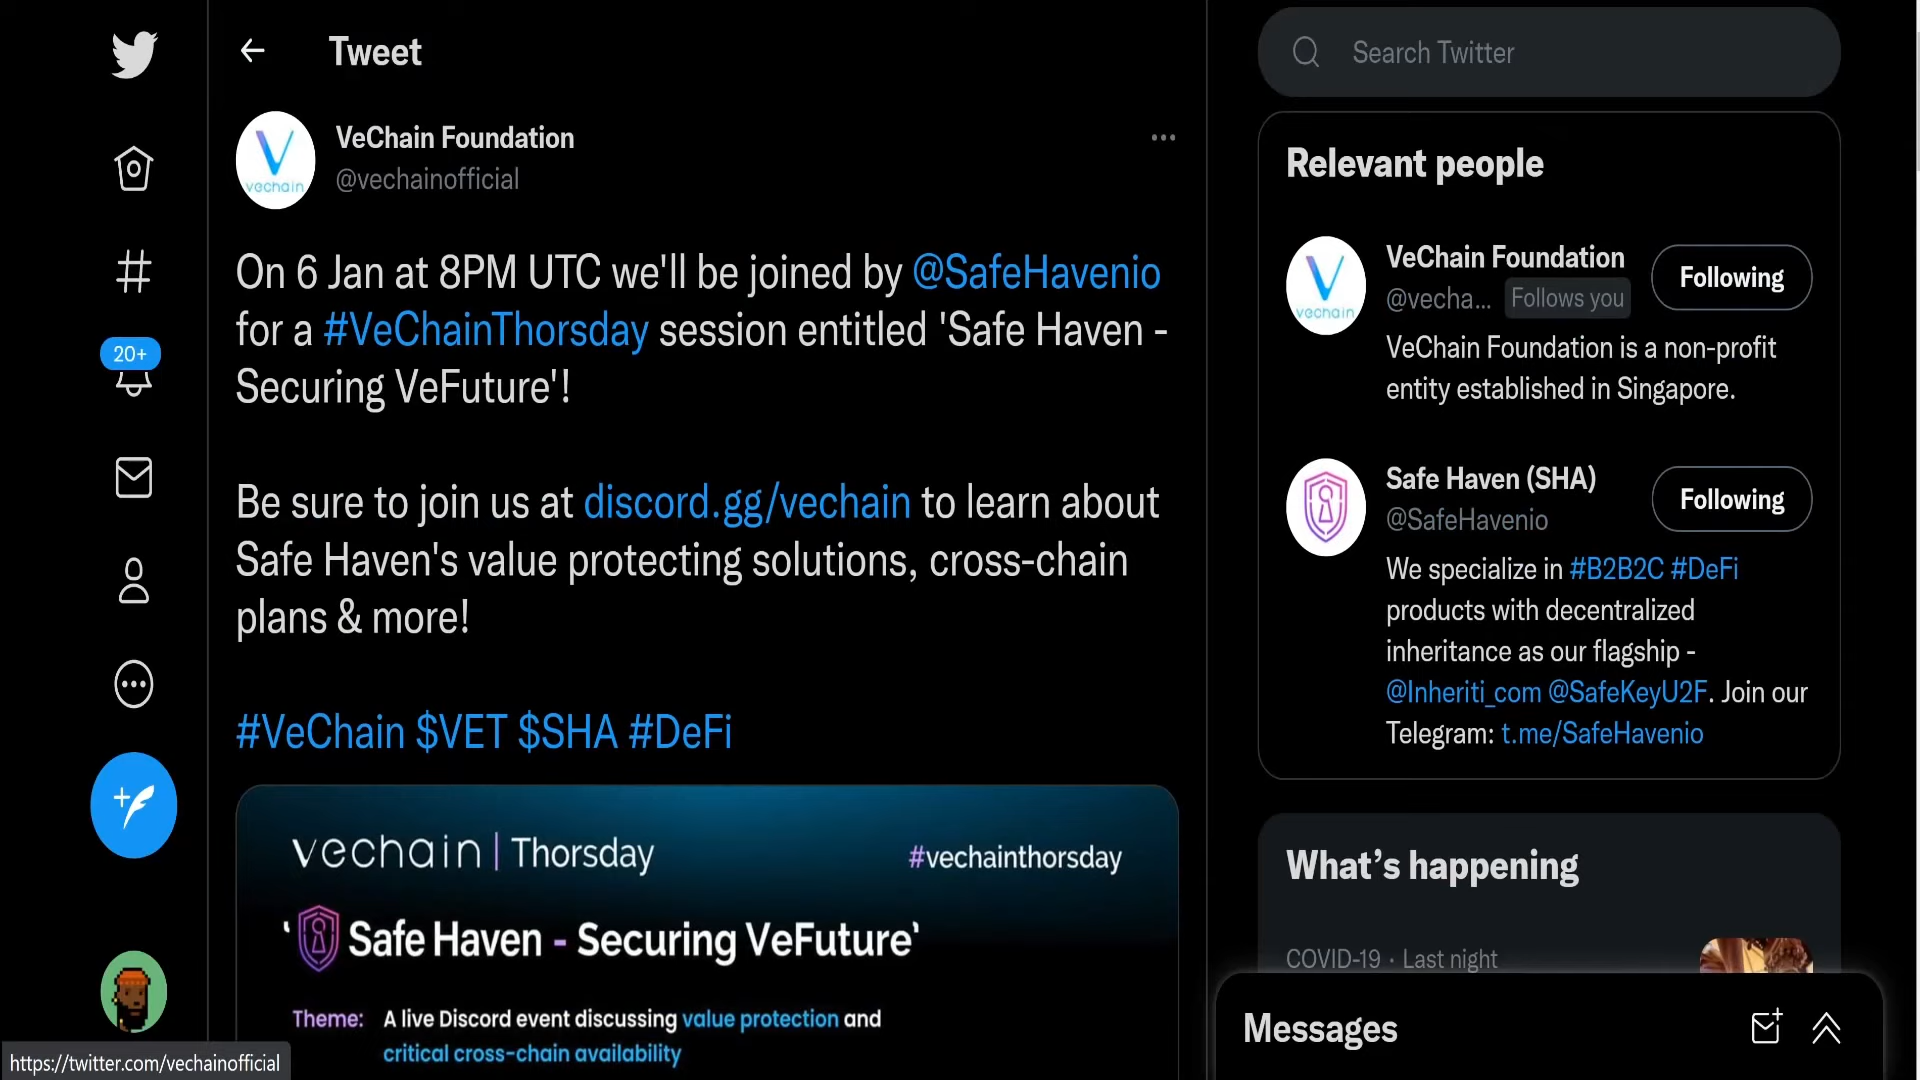 Tweet
Search Twitter
VeChain Foundation
@vechainofficial
On 6 Jan at 8PM UTC we'll be joined by @SafeHavenio
for a #VeChainThorsday session entitled 'Safe Haven -
Securing VeFuture'!
Be sure to join us at discord.gg/vechain to learn about
Safe Haven's value protecting solutions, cross-chain
plans & more!
#VeChain $VET $SHA #DeFi
vechain | Thorsday
#vechainthorsday
‘ Safe Haven - Securing VeFuture’
Theme: A live Discord event discussing value protection and
critical cross-chain availability
20+
vechain
Relevant people
vechain
VeChain Foundation
@vecha... Follows you
Following
VeChain Foundation is a non-profit
entity established in Singapore.
Safe Haven (SHA)
@SafeHavenio
Following
We specialize in #B2B2C #DeFi
products with decentralized
inheritance as our flagship -
@Inheriti_com @SafeKeyU2F. Join our
Telegram: t.me/SafeHavenio
What’s happening
COVID-19 · Last night
Messages
https://twitter.com/vechainofficial